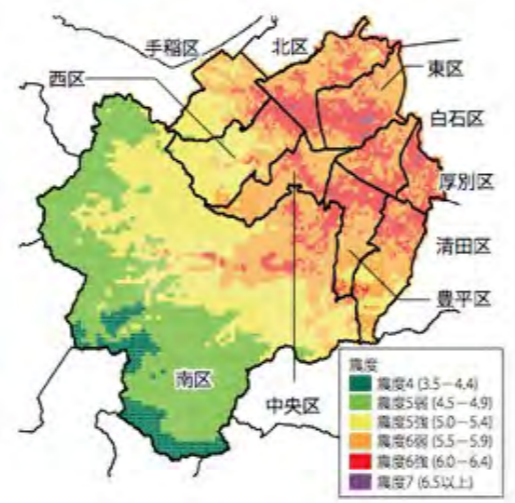 手稲区
北区
西区
東区
白石区
厚別区
清田区
豊平区
南区
中央区
震度
震度4 (3.5－4.4)
震度5弱 (4.5－4.9)
震度5強 (5.0－5.4)
震度6弱 (5.5－5.9)
震度6強 (6.0－6.4)
震度7 (6.5以上)